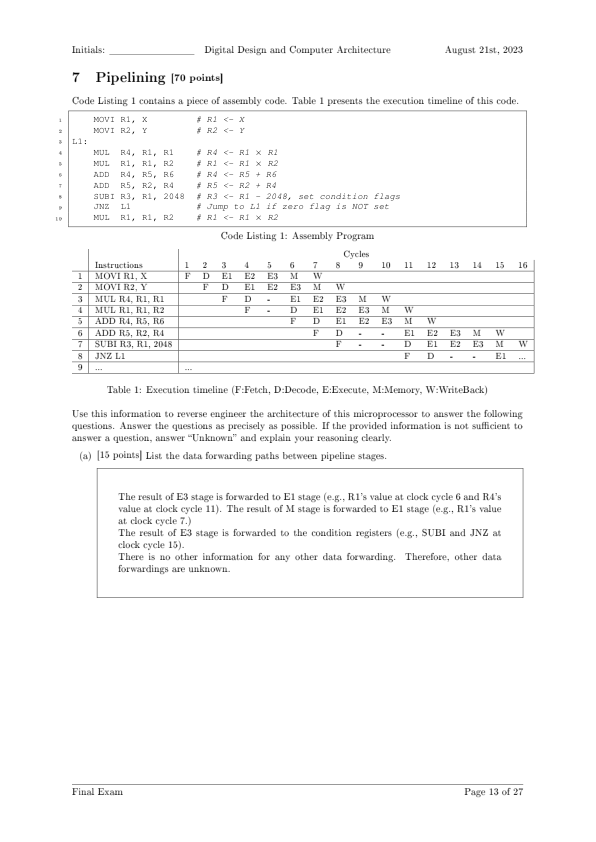 Initials: __________________ Digital Design and Computer Architecture August 21st, 2023
7 Pipelining [70 points]
Code Listing 1 contains a piece of assembly code. Table 1 presents the execution timeline of this code.
1 MOVI R1, X # R1 <- X
2 MOVI R2, Y # R2 <- Y
3 L1:
4 MUL R4, R1, R1 # R4 <- R1 × R1
5 MUL R1, R1, R2 # R1 <- R1 × R2
6 ADD R4, R5, R6 # R4 <- R5 + R6
7 ADD R5, R2, R4 # R5 <- R2 + R4
8 SUBI R3, R1, 2048 # R3 <- R1 - 2048, set condition flags
9 JNZ L1 # Jump to L1 if zero flag is NOT set
10 MUL R1, R1, R2 # R1 <- R1 × R2
Code Listing 1: Assembly Program
Cycles
Instructions 1 2 3 4 5 6 7 8 9 10 11 12 13 14 15 16
1 MOVI R1, X F D E1 E2 E3 M W
2 MOVI R2, Y F D E1 E2 E3 M W
3 MUL R4, R1, R1 F D - E1 E2 E3 M W
4 MUL R1, R1, R2 F - D E1 E2 E3 M W
5 ADD R4, R5, R6 F D E1 E2 E3 M W
6 ADD R5, R2, R4 F D - - E1 E2 E3 M W
7 SUBI R3, R1, 2048 F - - D E1 E2 E3 M W
8 JNZ L1 F D - - E1 ...
9 ... ...
Table 1: Execution timeline (F:Fetch, D:Decode, E:Execute, M:Memory, W:WriteBack)
Use this information to reverse engineer the architecture of this microprocessor to answer the following
questions. Answer the questions as precisely as possible. If the provided information is not sufficient to
answer a question, answer “Unknown” and explain your reasoning clearly.
(a) [15 points] List the data forwarding paths between pipeline stages.
The result of E3 stage is forwarded to E1 stage (e.g., R1's value at clock cycle 6 and R4's
value at clock cycle 11). The result of M stage is forwarded to E1 stage (e.g., R1's value
at clock cycle 7.)
The result of E3 stage is forwarded to the condition registers (e.g., SUBI and JNZ at
clock cycle 15).
There is no other information for any other data forwarding. Therefore, other data
forwardings are unknown.
Final Exam Page 13 of 27